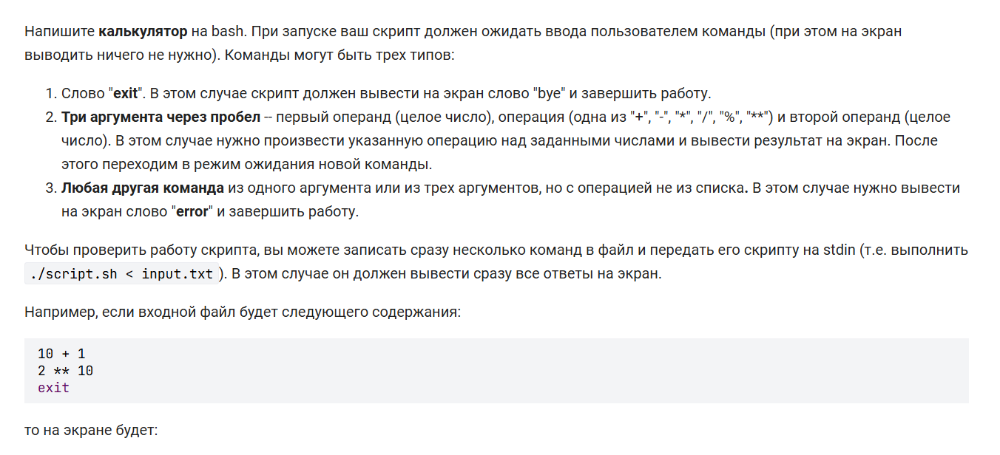 Напишите калькулятор на bash. При запуске ваш скрипт должен ожидать ввода пользователем команды (при этом на экран
выводить ничего не нужно). Команды могут быть трех типов:
1. Слово "exit". В этом случае скрипт должен вывести на экран слово "bye" и завершить работу.
2. Три аргумента через пробел -- первый операнд (целое число), операция (одна из "+", "-", "*", "/", "%", "**") и второй операнд (целое
число). В этом случае нужно произвести указанную операцию над заданными числами и вывести результат на экран. После
этого переходим в режим ожидания новой команды.
3. Любая другая команда из одного аргумента или из трех аргументов, но с операцией не из списка. В этом случае нужно вывести
на экран слово "error" и завершить работу.
Чтобы проверить работу скрипта, вы можете записать сразу несколько команд в файл и передать его скрипту на stdin (т.е. выполнить
./script.sh < input.txt). В этом случае он должен вывести сразу все ответы на экран.
Например, если входной файл будет следующего содержания:
10 + 1
2 ** 10
exit
то на экране будет: